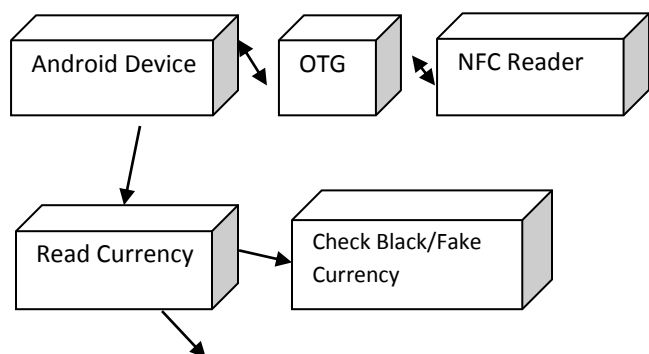 Android Device
OTG
NFC Reader
Read Currency
Check Black/Fake
Currency